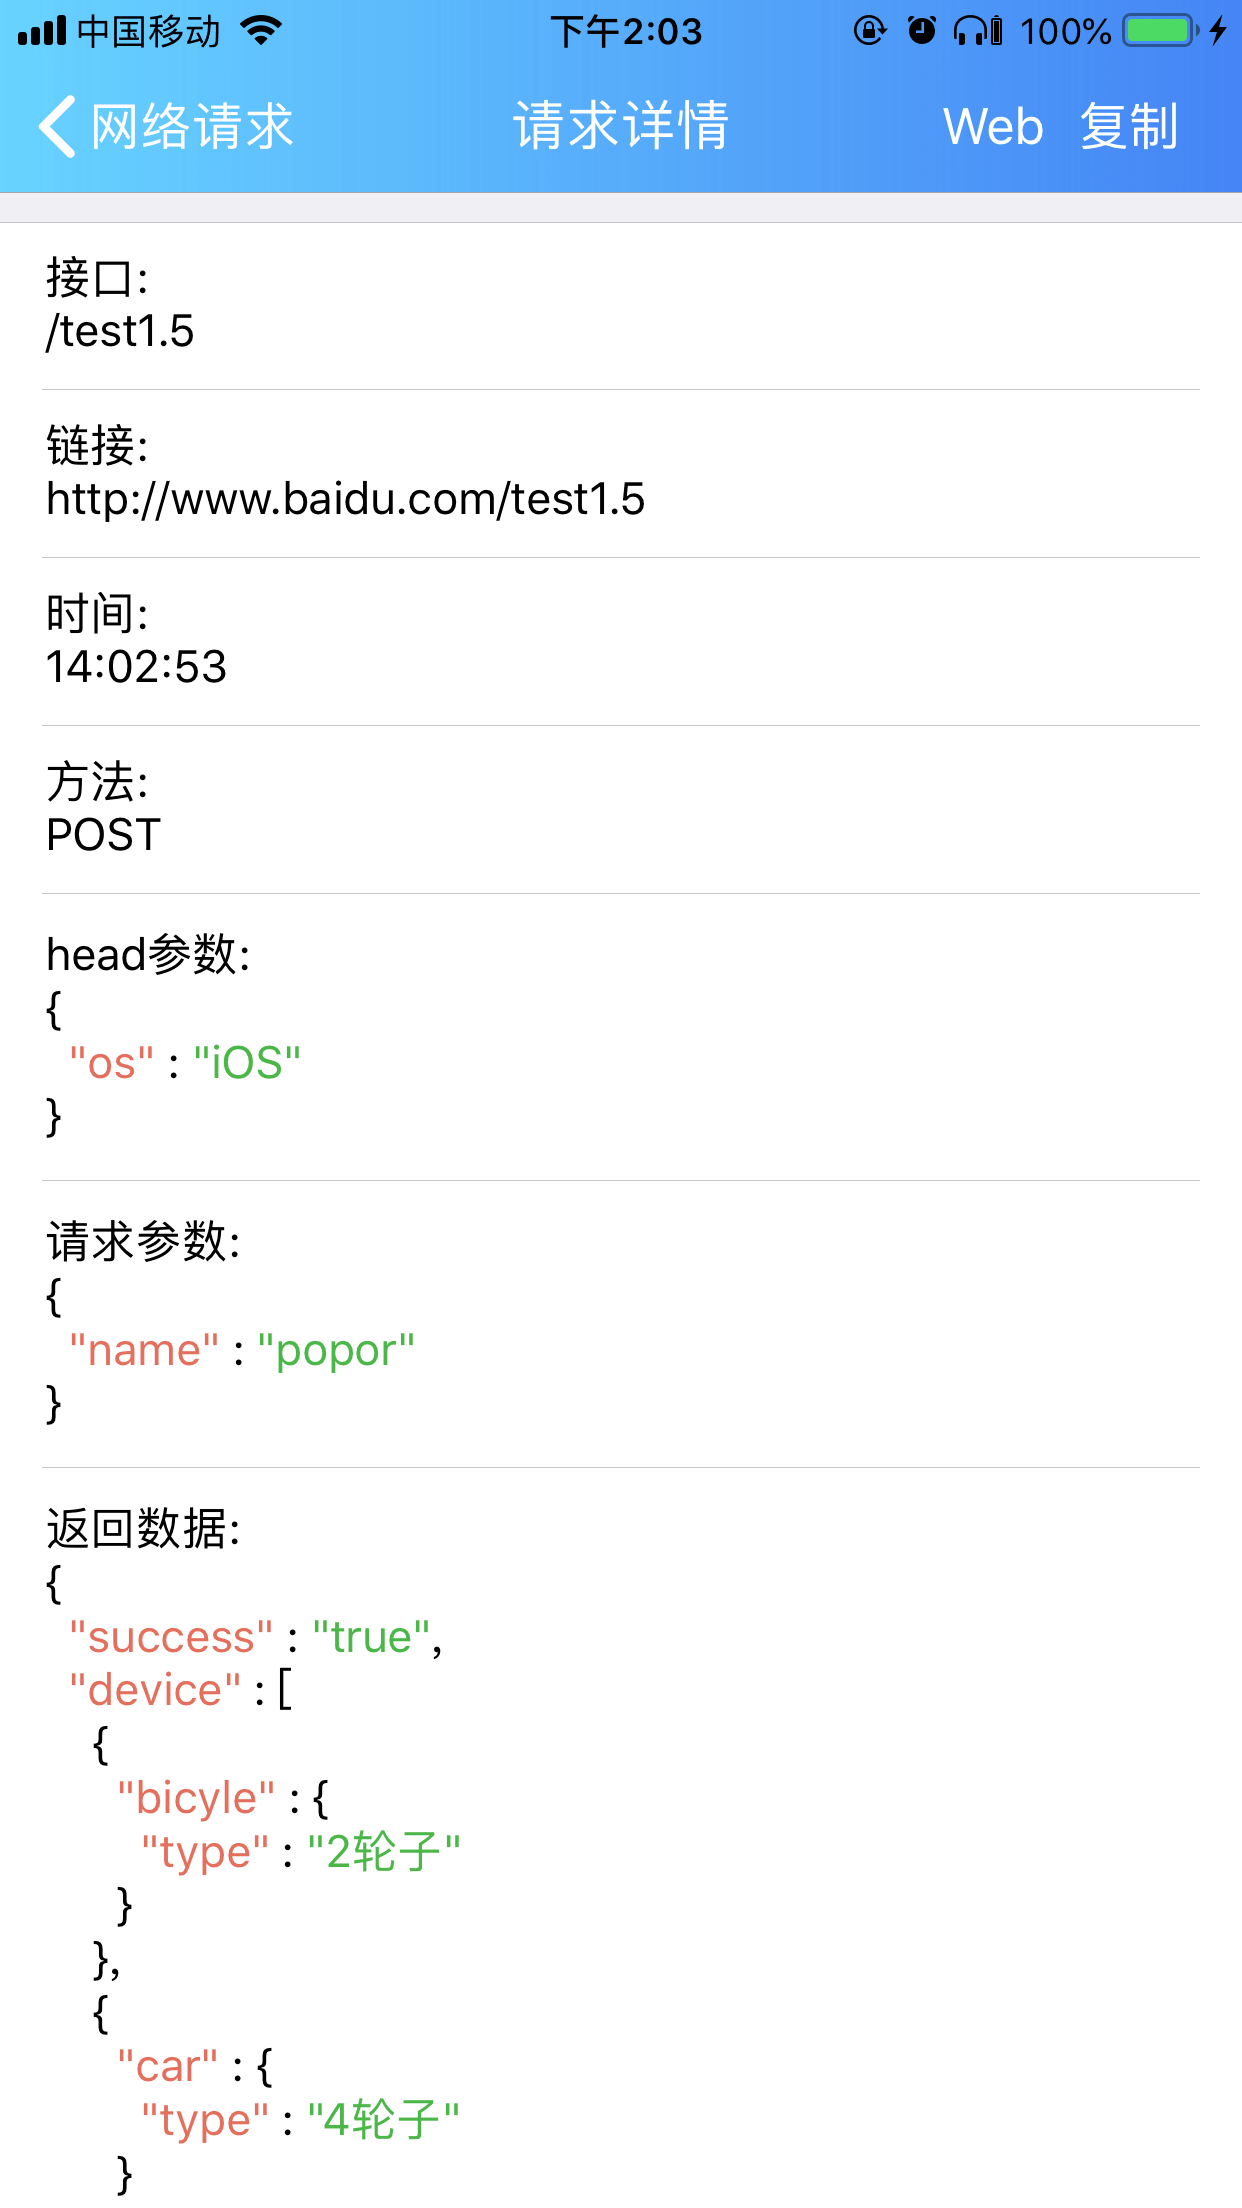 中国移动 下午2:03 100%
网络请求 请求详情 Web 复制
接口:
/test1.5
链接:
http://www.baidu.com/test1.5
时间:
14:02:53
方法:
POST
head参数:
{
"os" : "iOS"
}
请求参数:
{
"name" : "popor"
}
返回数据:
{
"success" : "true",
"device" : [
{
"bicyle" : {
"type" : "2轮子"
}
},
{
"car" : {
"type" : "4轮子"
}